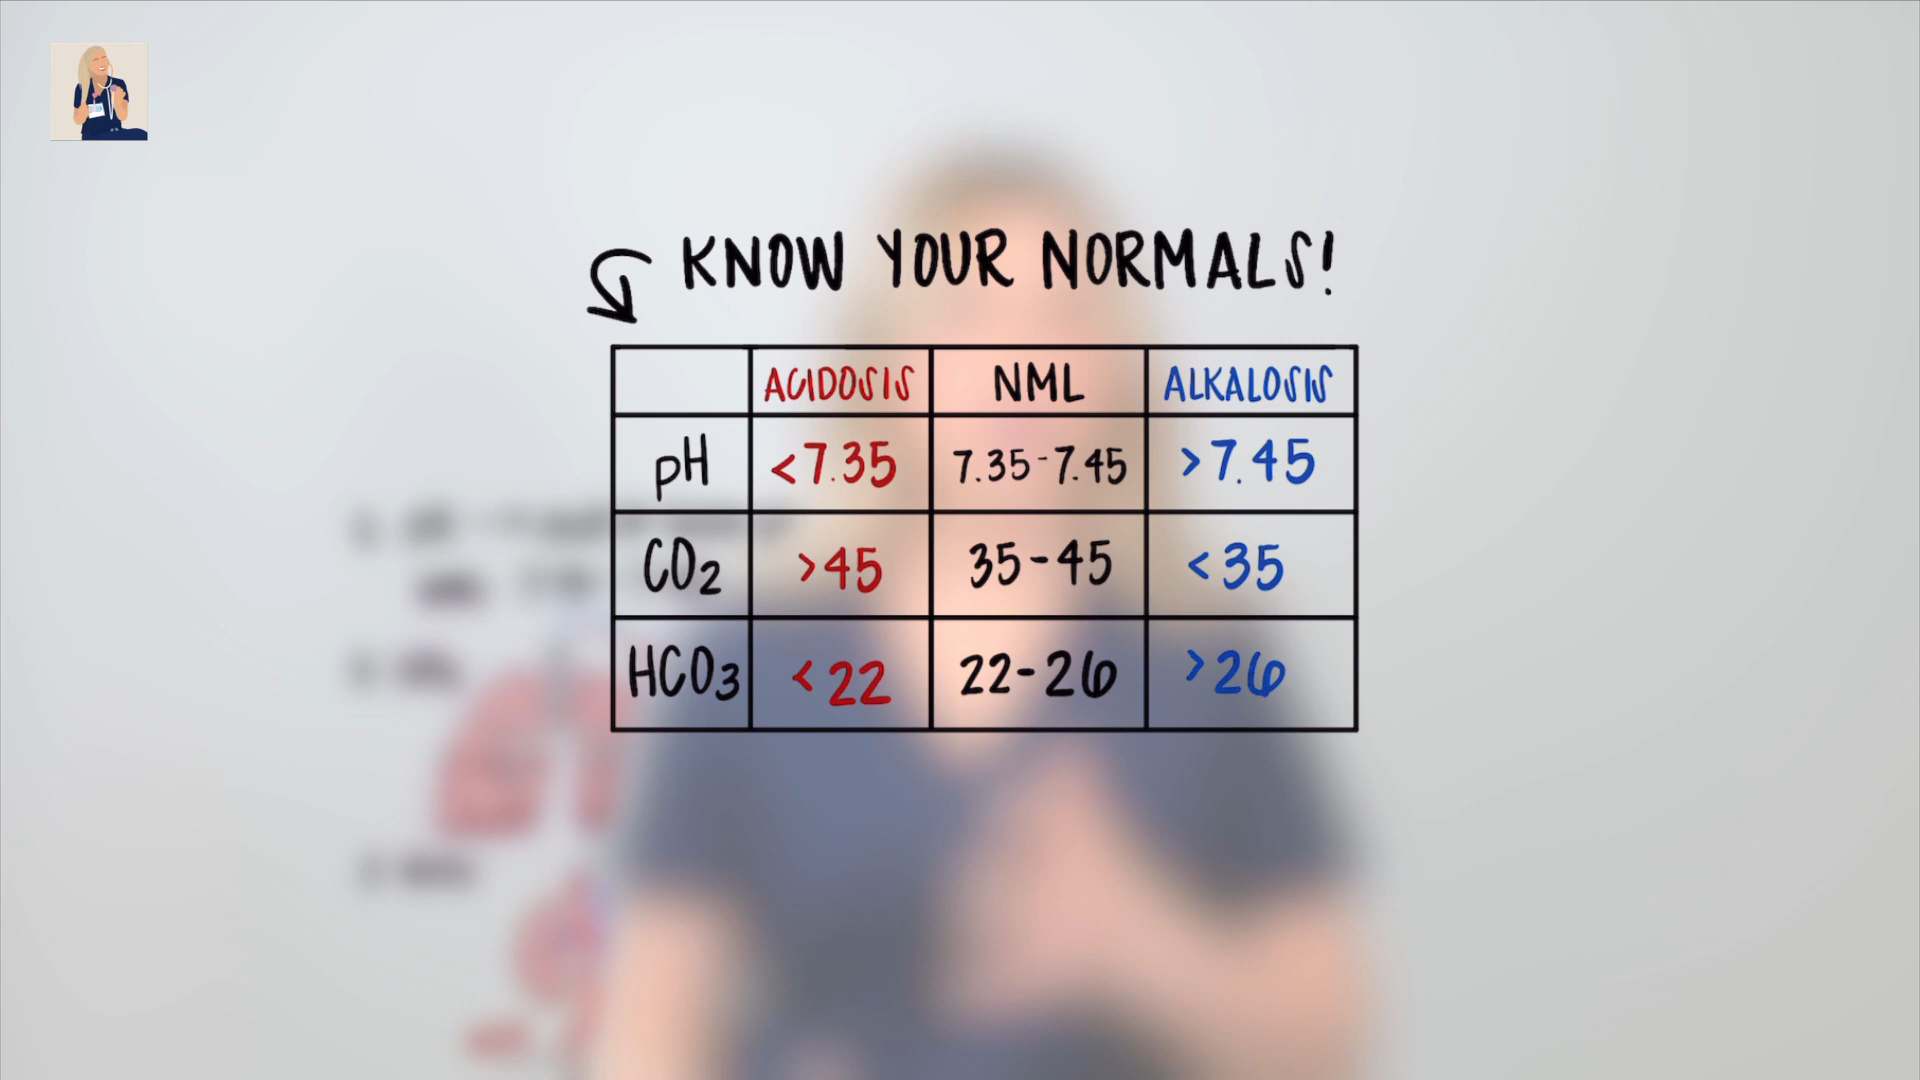 KNOW YOUR NORMALS!
ACIDOSIS NML ALKALOSIS
pH <7.35 7.35-7.45 >7.45
CO2 >45 35-45 <35
HCO3 <22 22-26 >26